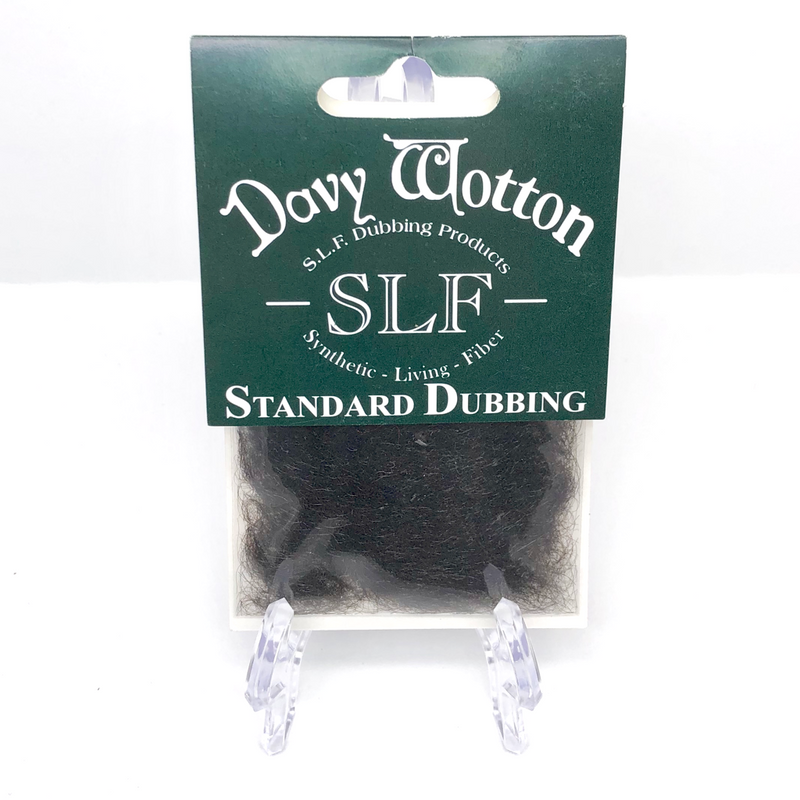 Davy Wotton
S.L.F. Dubbing Products
SLF
Synthetic - Living - Fiber
STANDARD DUBBING